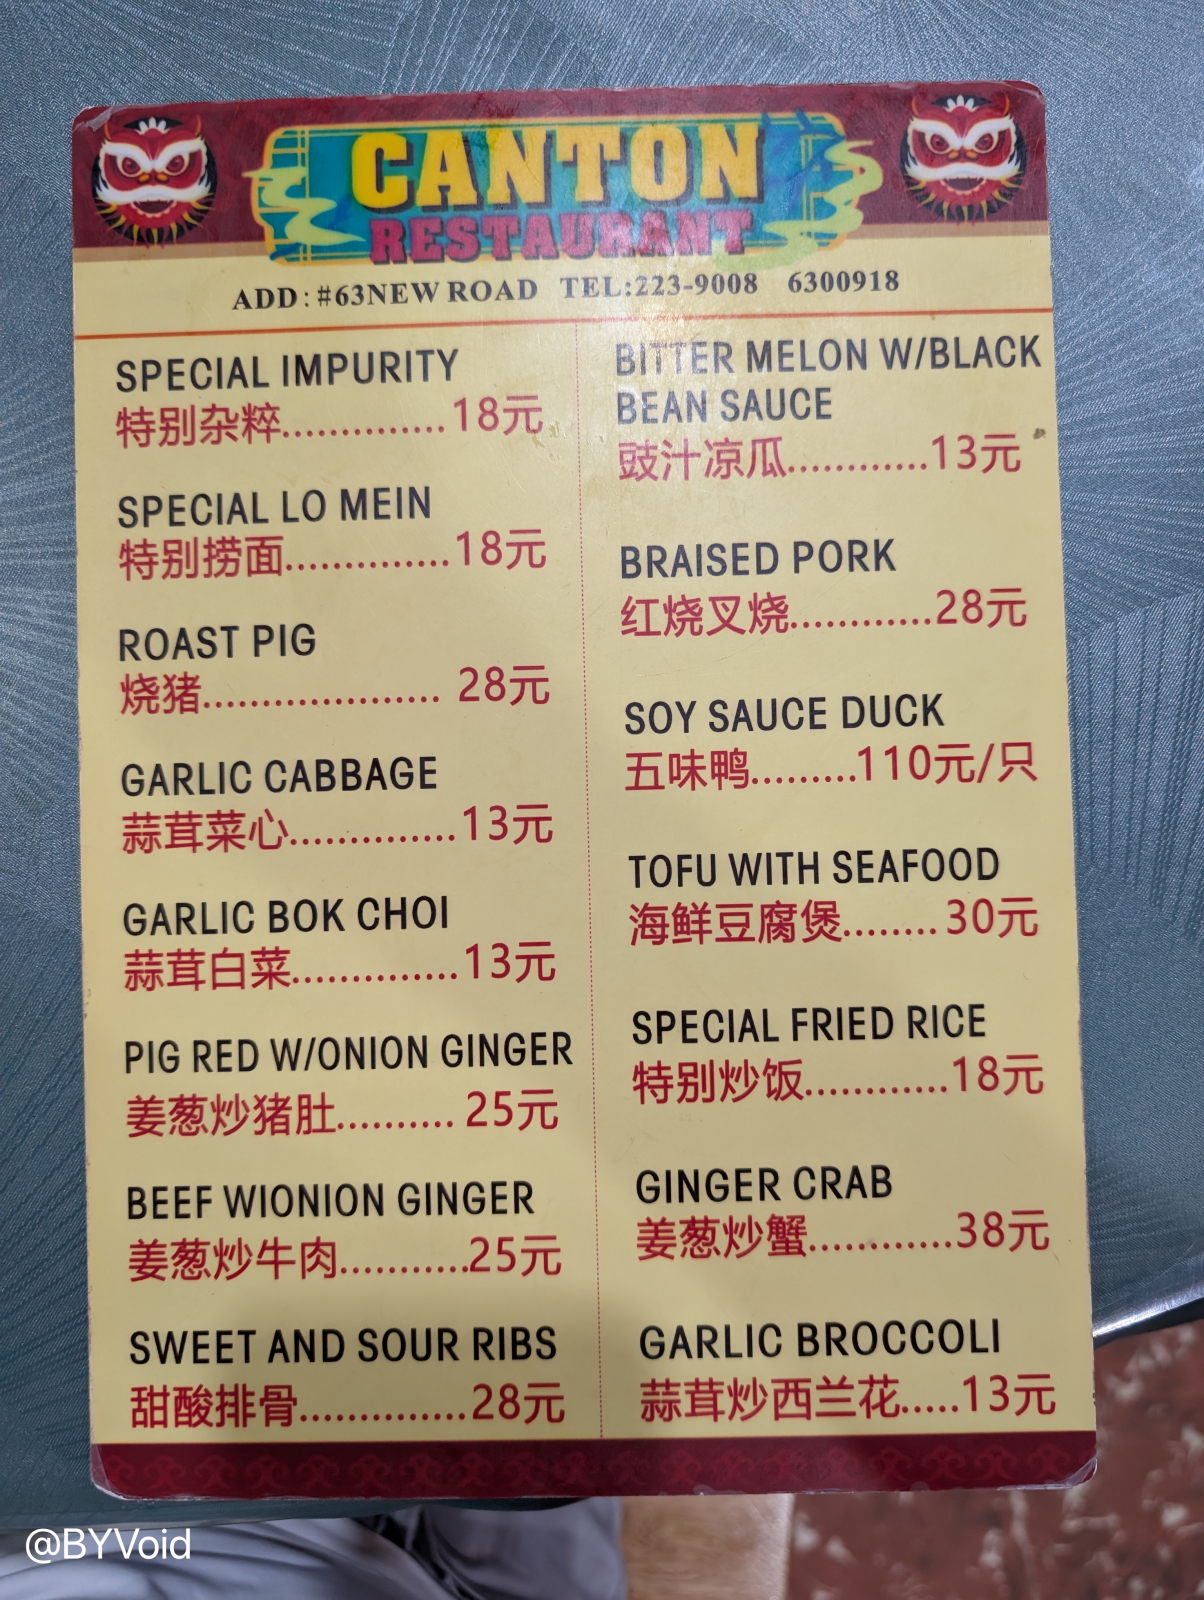 CANTON
RESTAURANT
ADD:#63NEW ROAD TEL:223-9008 6300918
SPECIAL IMPURITY
特别杂粹..............18元
SPECIAL LO MEIN
特别捞面..............18元
ROAST PIG
烧猪..................... 28元
GARLIC CABBAGE
蒜茸菜心..............13元
GARLIC BOK CHOI
蒜茸白菜..............13元
PIG RED W/ONION GINGER
姜葱炒猪肚.......... 25元
BEEF WIONION GINGER
姜葱炒牛肉...........25元
SWEET AND SOUR RIBS
甜酸排骨..............28元
BITTER MELON W/BLACK
BEAN SAUCE
豉汁凉瓜............13元
BRAISED PORK
红烧叉烧............28元
SOY SAUCE DUCK
五味鸭.........110元/只
TOFU WITH SEAFOOD
海鲜豆腐煲........ 30元
SPECIAL FRIED RICE
特别炒饭............18元
GINGER CRAB
姜葱炒蟹............38元
GARLIC BROCCOLI
蒜茸炒西兰花.....13元
@BYVoid